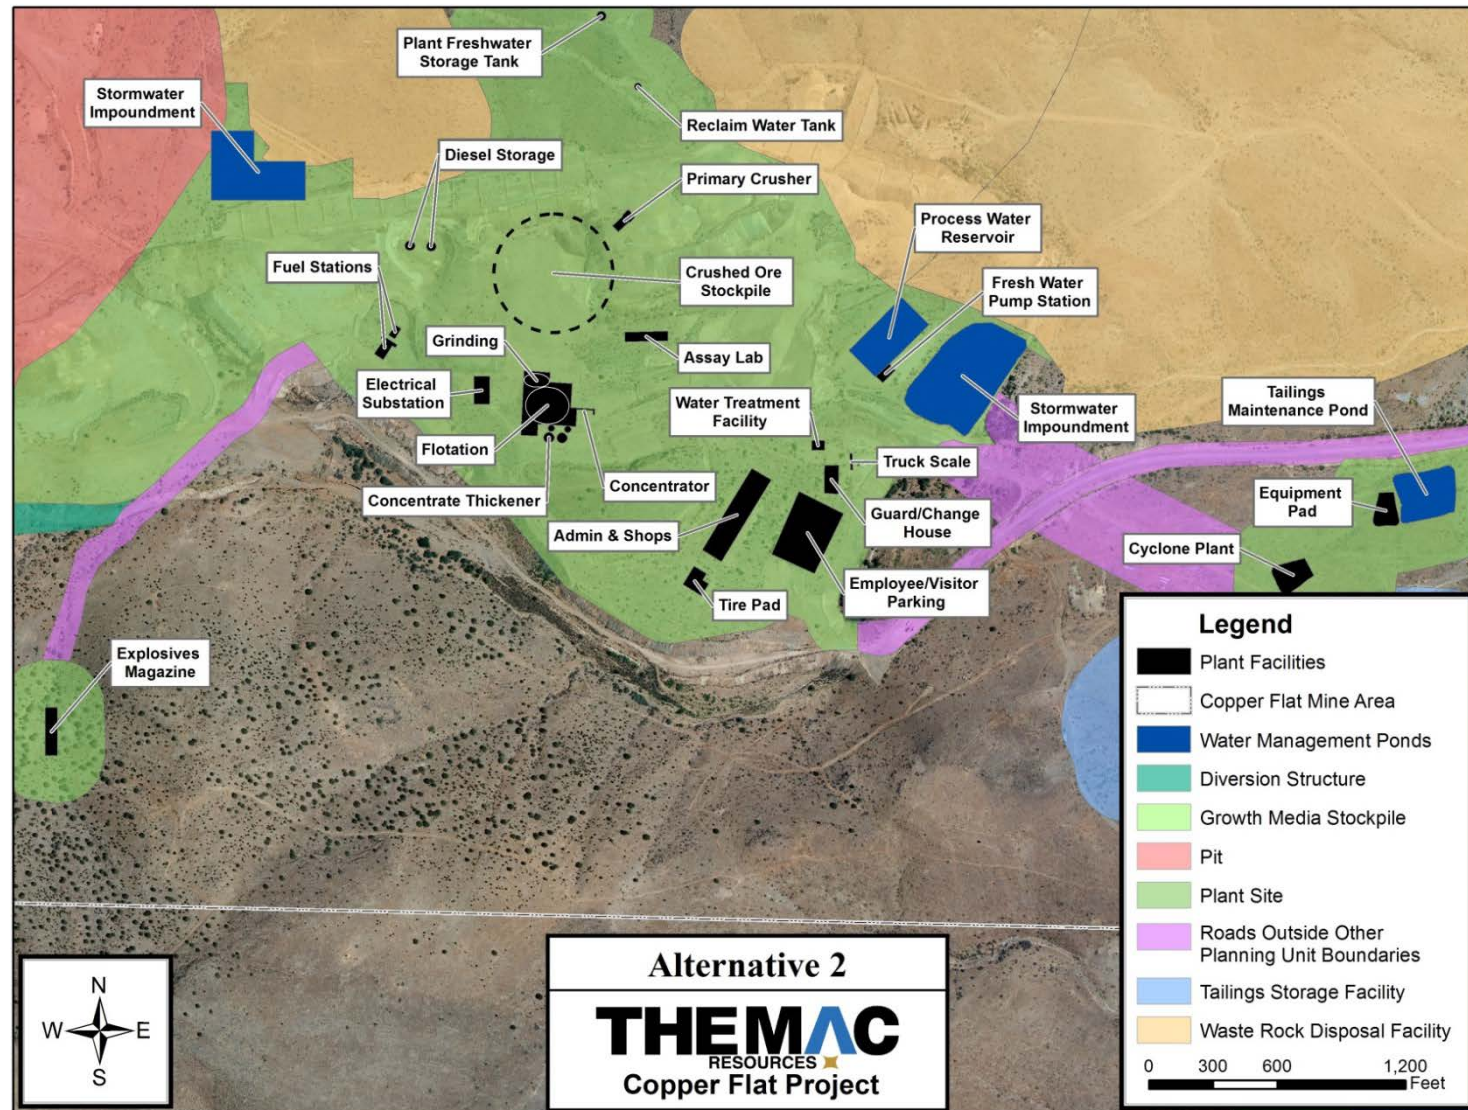 Plant Freshwater
Storage Tank
Stormwater
Impoundment
Reclaim Water Tank
Diesel Storage
Primary Crusher
Process Water
Reservoir
Fuel Stations
Crushed Ore
Stockpile
Fresh Water
Pump Station
Grinding
Assay Lab
Electrical
Substation
Tailings
Maintenance Pond
Water Treatment
Facility
Stormwater
Impoundment
Flotation
Truck Scale
Concentrate Thickener
Concentrator
Equipment
Pad
Guard/Change
House
Admin & Shops
Cyclone Plant
Employee/Visitor
Parking
Tire Pad
Explosives
Magazine
Legend
Plant Facilities
Copper Flat Mine Area
Water Management Ponds
Diversion Structure
Growth Media Stockpile
Pit
Plant Site
Roads Outside Other
Planning Unit Boundaries
Tailings Storage Facility
Waste Rock Disposal Facility
0 300 600 1,200
Feet
N
W E
S
Alternative 2
THEMAC
RESOURCES
Copper Flat Project